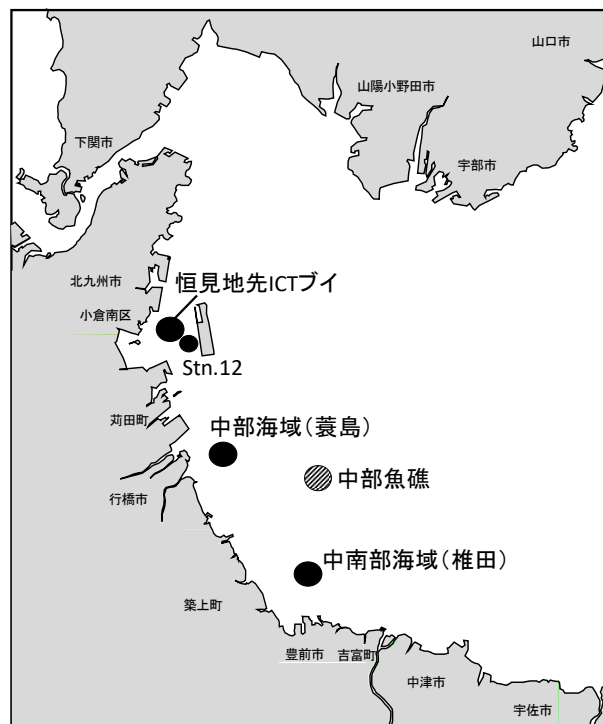 山口市
山陽小野田市
下関市
宇部市
北九州市
恒見地先ICTブイ
小倉南区
Stn.12
苅田町
中部海域(蓑島)
中部魚礁
行橋市
中南部海域(椎田)
築上町
豊前市
吉富町
中津市
宇佐市